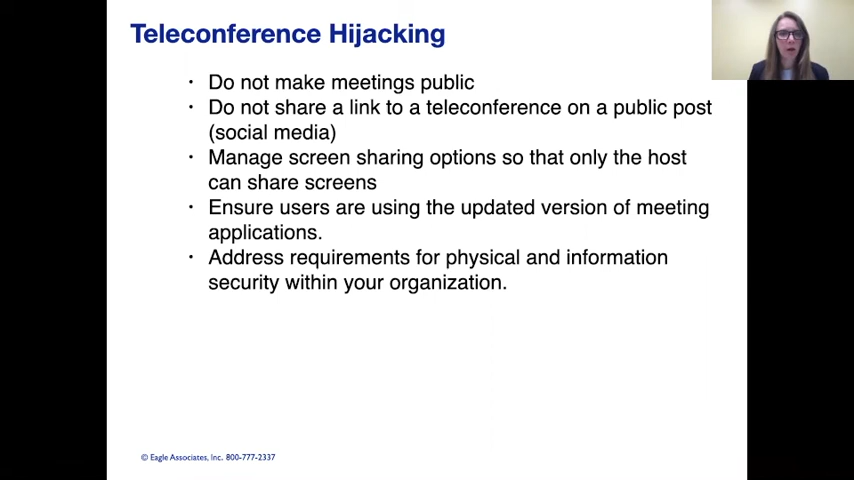 Teleconference Hijacking
· Do not make meetings public
· Do not share a link to a teleconference on a public post
(social media)
· Manage screen sharing options so that only the host
can share screens
· Ensure users are using the updated version of meeting
applications.
· Address requirements for physical and information
security within your organization.
© Eagle Associates, Inc. 800-777-2337